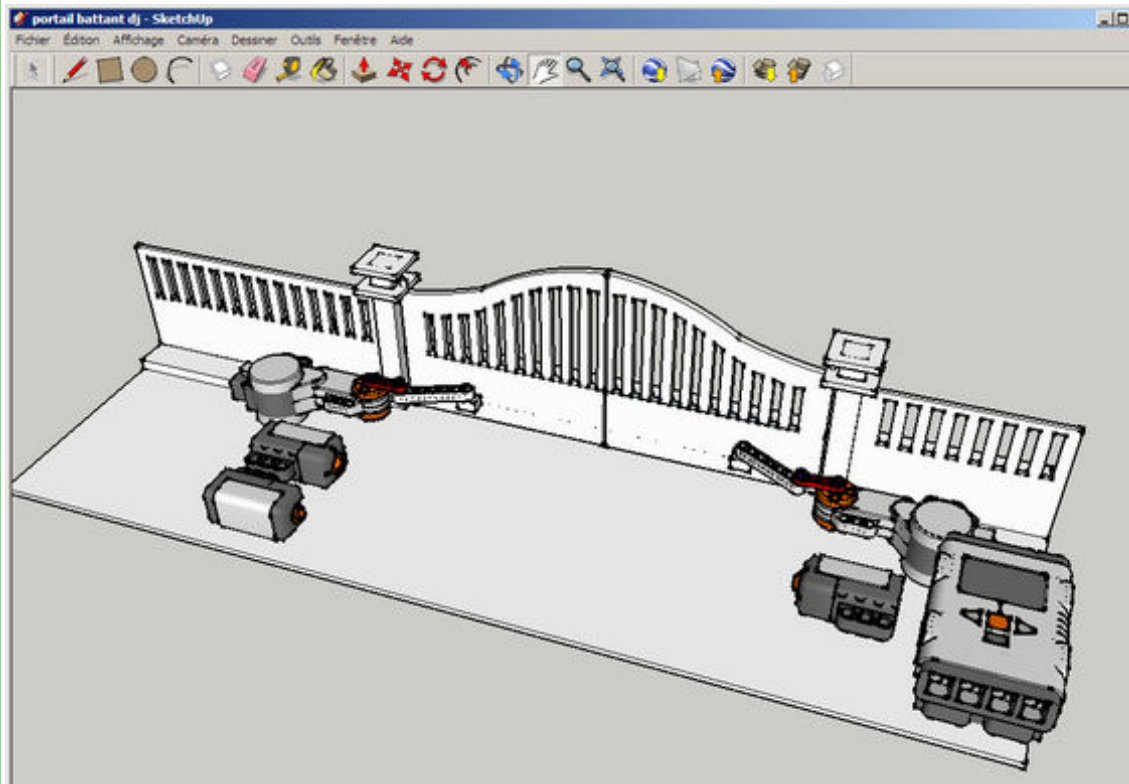 portail battant dj - SketchUp
Fichier Édition Affichage Caméra Dessiner Outils Fenêtre Aide